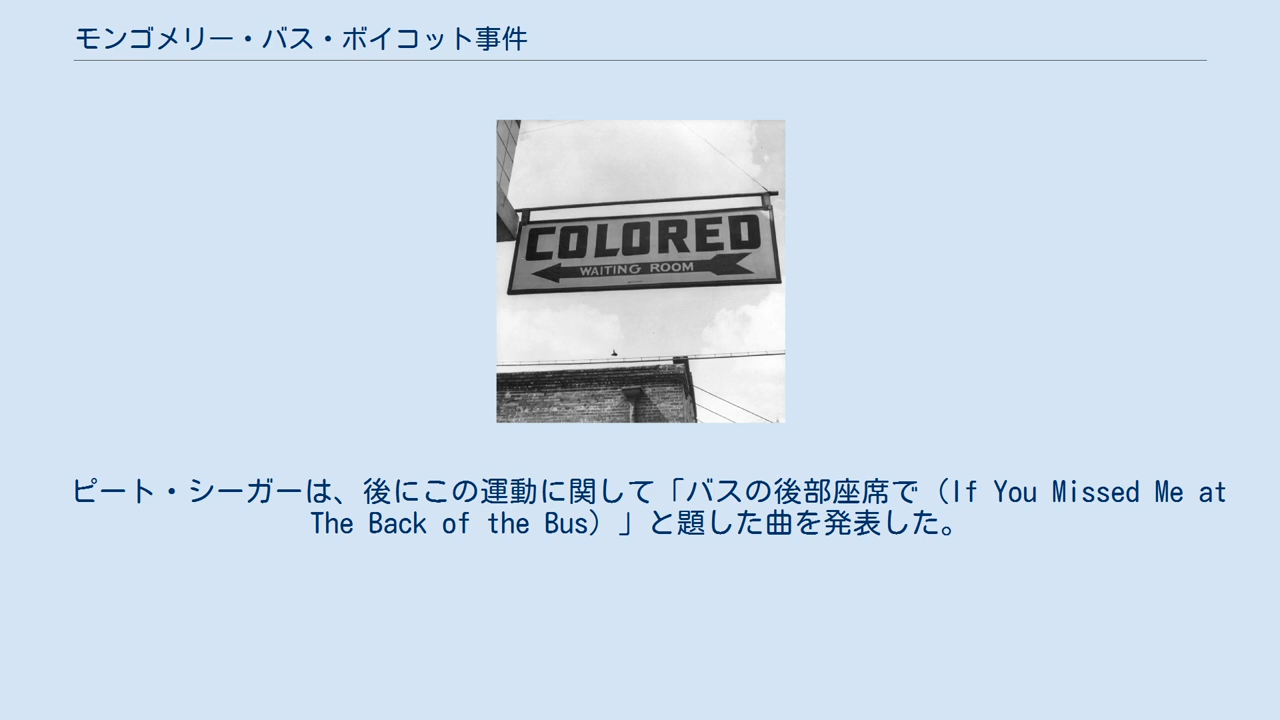 モンゴメリー・バス・ボイコット事件
COLORED
WAITING ROOM
ピート・シーガーは、後にこの運動に関して「バスの後部座席で（If You Missed Me at
The Back of the Bus）」と題した曲を発表した。